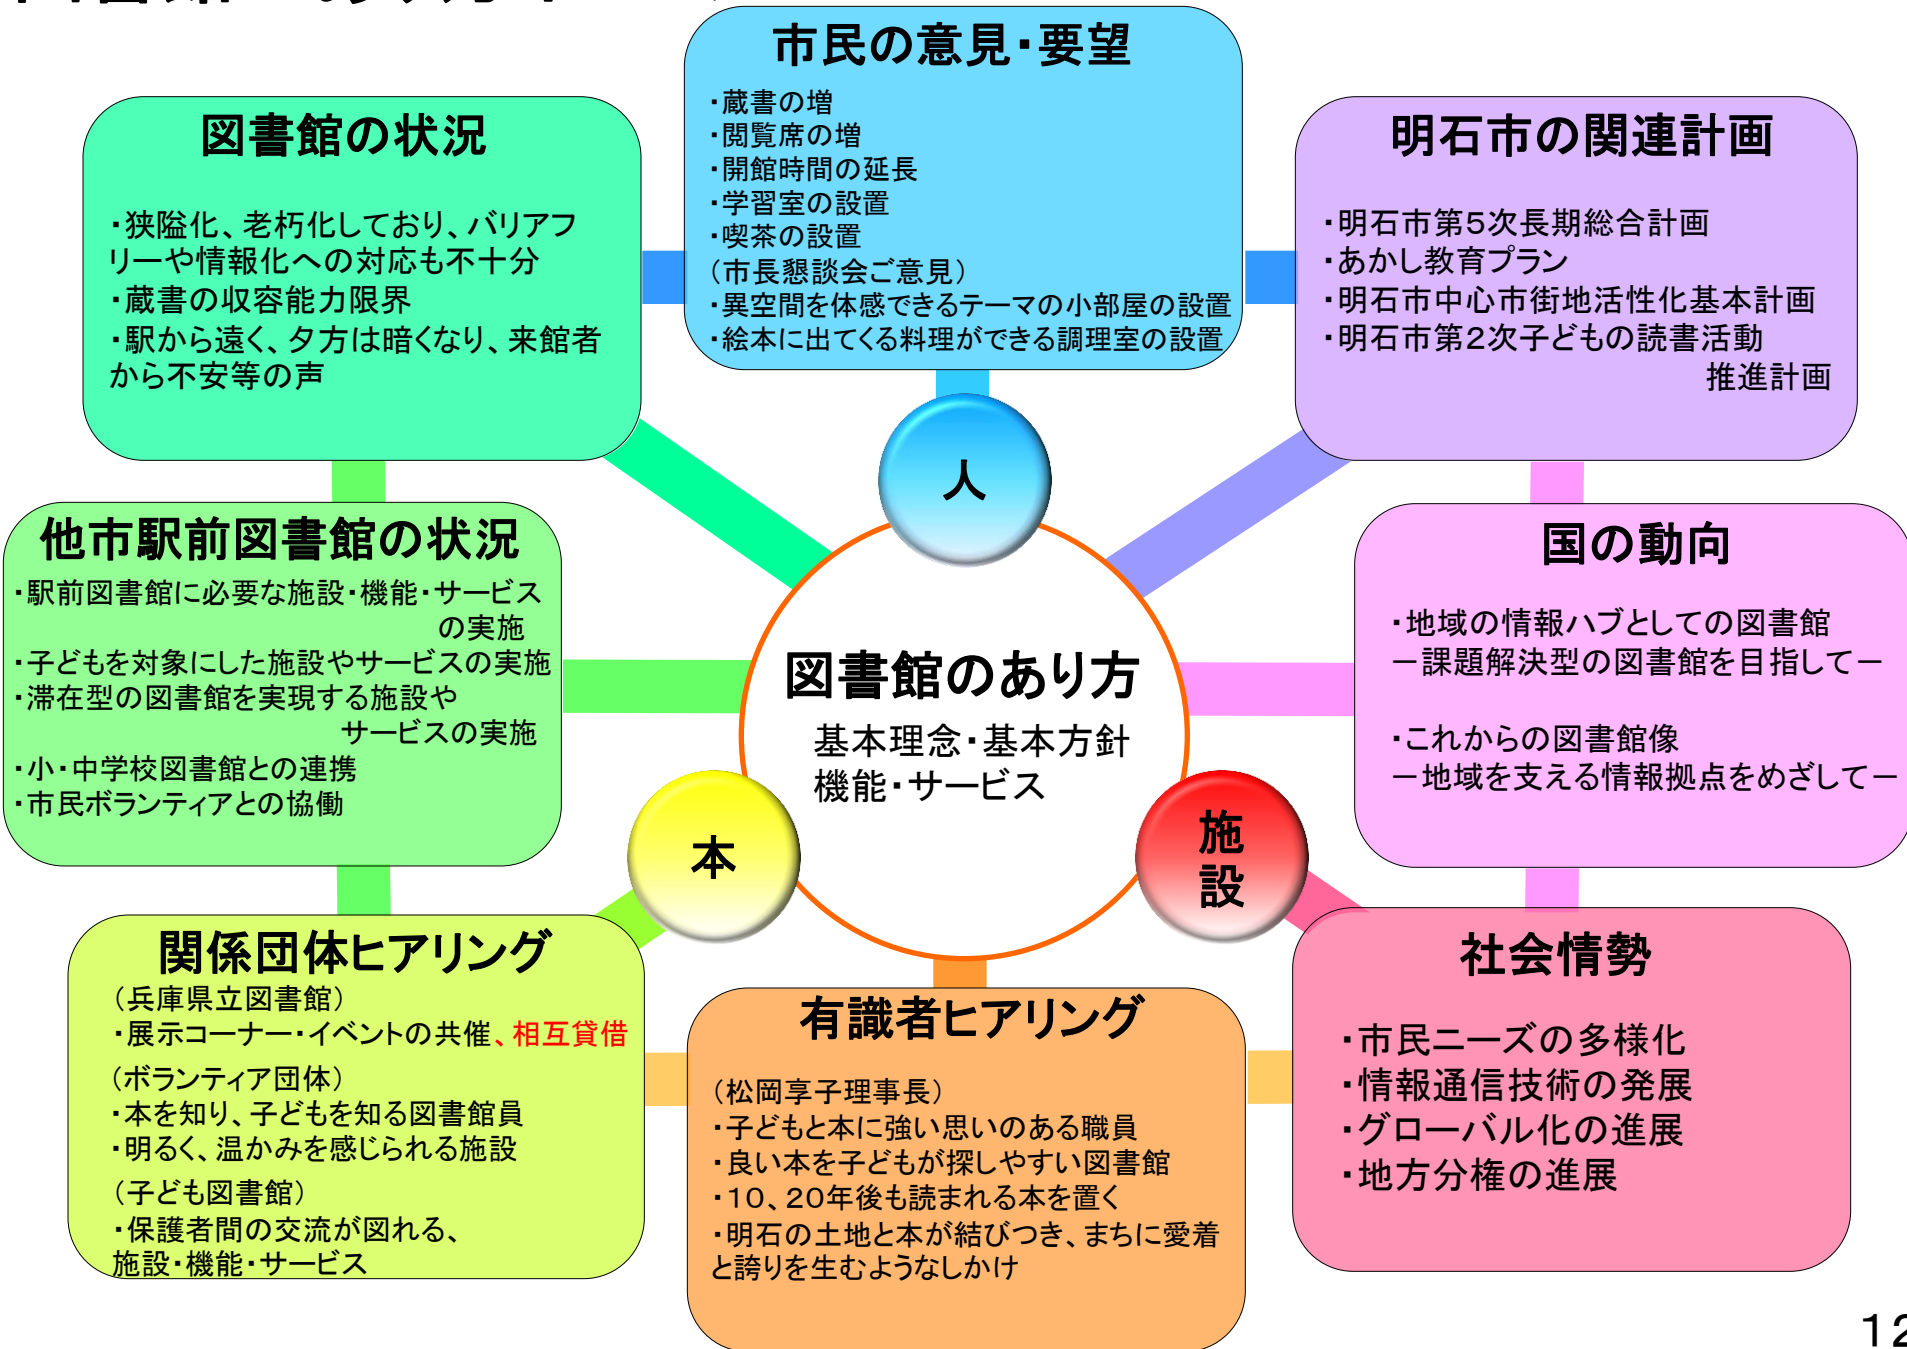 市民の意見・要望
・蔵書の増
・閲覧席の増
・開館時間の延長
・学習室の設置
・喫茶の設置
(市長懇談会ご意見)
・異空間を体感できるテーマの小部屋の設置
・絵本に出てくる料理ができる調理室の設置
図書館の状況
・狭隘化、老朽化しており、バリアフ
リーや情報化への対応も不十分
・蔵書の収容能力限界
・駅から遠く、夕方は暗くなり、来館者
から不安等の声
明石市の関連計画
・明石市第5次長期総合計画
・あかし教育プラン
・明石市中心市街地活性化基本計画
・明石市第2次子どもの読書活動
推進計画
人
他市駅前図書館の状況
・駅前図書館に必要な施設・機能・サービス
の実施
・子どもを対象にした施設やサービスの実施
・滞在型の図書館を実現する施設や
サービスの実施
・小・中学校図書館との連携
・市民ボランティアとの協働
図書館のあり方
基本理念・基本方針
機能・サービス
国の動向
・地域の情報ハブとしての図書館
－課題解決型の図書館を目指して－
・これからの図書館像
－地域を支える情報拠点をめざして－
本
施
設
関係団体ヒアリング
(兵庫県立図書館)
・展示コーナー・イベントの共催、相互貸借
(ボランティア団体)
・本を知り、子どもを知る図書館員
・明るく、温かみを感じられる施設
(子ども図書館)
・保護者間の交流が図れる、
施設・機能・サービス
有識者ヒアリング
(松岡享子理事長)
・子どもと本に強い思いのある職員
・良い本を子どもが探しやすい図書館
・10、20年後も読まれる本を置く
・明石の土地と本が結びつき、まちに愛着
と誇りを生むようなしかけ
社会情勢
・市民ニーズの多様化
・情報通信技術の発展
・グローバル化の進展
・地方分権の進展
12